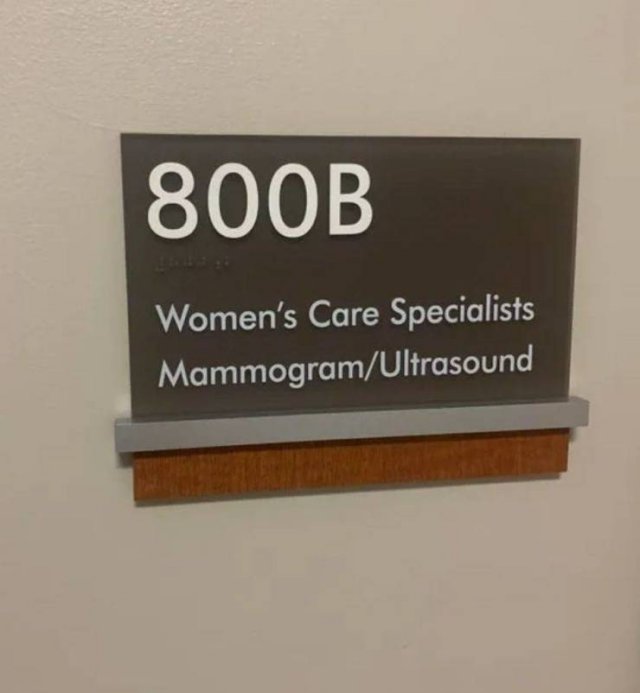 800B
Women's Care Specialists
Mammogram/Ultrasound